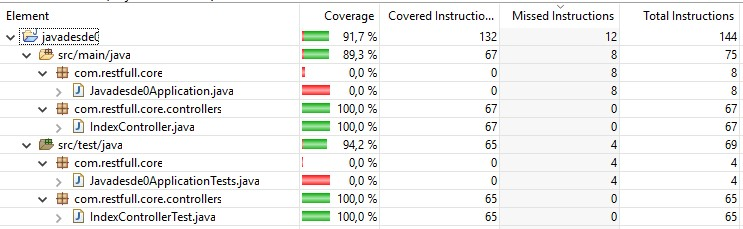 Element Coverage Covered Instructio... Missed Instructions Total Instructions
javadesde0 91,7 % 132 12 144
src/main/java 89,3 % 67 8 75
com.restfull.core 0,0 % 0 8 8
Javadesde0Application.java 0,0 % 0 8 8
com.restfull.core.controllers 100,0 % 67 0 67
IndexController.java 100,0 % 67 0 67
src/test/java 94,2 % 65 4 69
com.restfull.core 0,0 % 0 4 4
Javadesde0ApplicationTests.java 0,0 % 0 4 4
com.restfull.core.controllers 100,0 % 65 0 65
IndexControllerTest.java 100,0 % 65 0 65